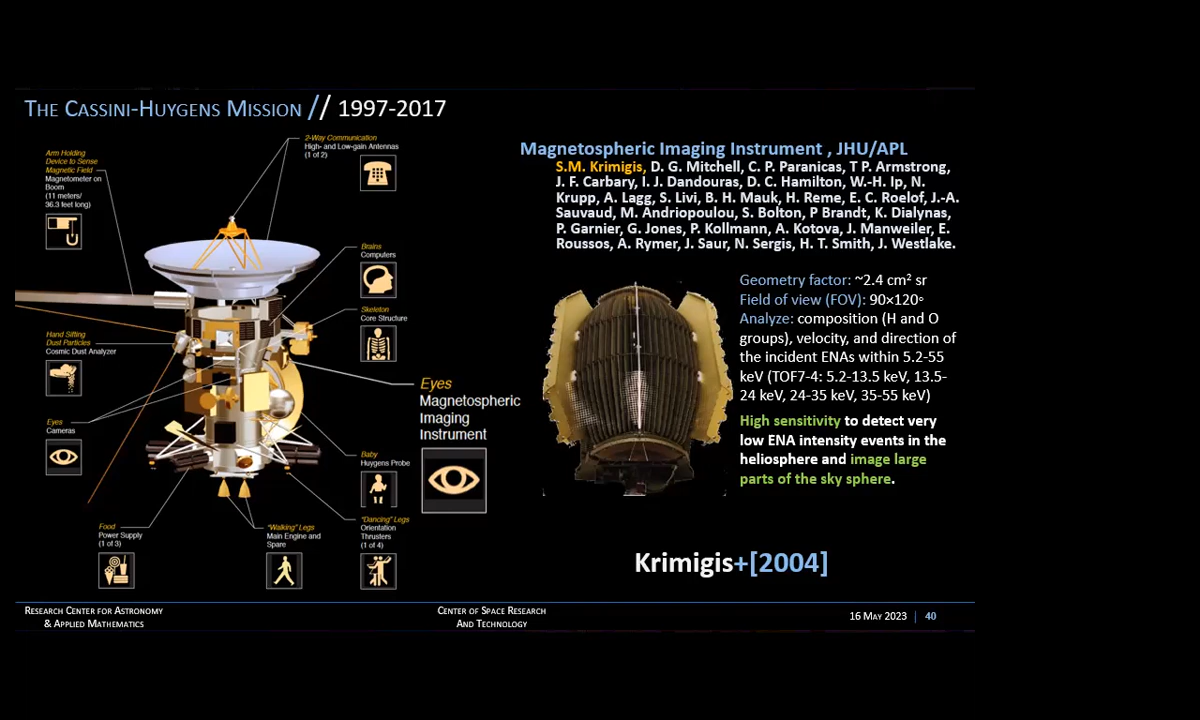 THE CASSINI-HUYGENS MISSION // 1997-2017
2-Way Communication
High- and Low-gain Antennas
(1 of 2)
Arm Holding
Device to Sense
Magnetic Field
Magnetometer on
Boom
(11 meters/
36.3 feet long)
Brains
Computers
Skeleton
Core Structure
Hand Sifting
Dust Particles
Cosmic Dust Analyzer
Eyes
Magnetospheric
Imaging
Instrument
Eyes
Cameras
Baby
Huygens Probe
Food
Power Supply
(1 of 3)
"Walking" Legs
Main Engine and
Spare
"Dancing" Legs
Orientation
Thrusters
(1 of 4)
Magnetospheric Imaging Instrument , JHU/APL
S.M. Krimigis, D. G. Mitchell, C. P. Paranicas, T P. Armstrong,
J. F. Carbary, I. J. Dandouras, D. C. Hamilton, W.-H. Ip, N.
Krupp, A. Lagg, S. Livi, B. H. Mauk, H. Reme, E. C. Roelof, J.-A.
Sauvaud, M. Andriopoulou, S. Bolton, P Brandt, K. Dialynas,
P. Garnier, G. Jones, P. Kollmann, A. Kotova, J. Manweiler, E.
Roussos, A. Rymer, J. Saur, N. Sergis, H. T. Smith, J. Westlake.
Geometry factor: ~2.4 cm² sr
Field of view (FOV): 90×120°
Analyze: composition (H and O
groups), velocity, and direction of
the incident ENAs within 5.2-55
keV (TOF7-4: 5.2-13.5 keV, 13.5-
24 keV, 24-35 keV, 35-55 keV)
High sensitivity to detect very
low ENA intensity events in the
heliosphere and image large
parts of the sky sphere.
Krimigis+[2004]
RESEARCH CENTER FOR ASTRONOMY
& APPLIED MATHEMATICS
CENTER OF SPACE RESEARCH
AND TECHNOLOGY
16 MAY 2023 | 40